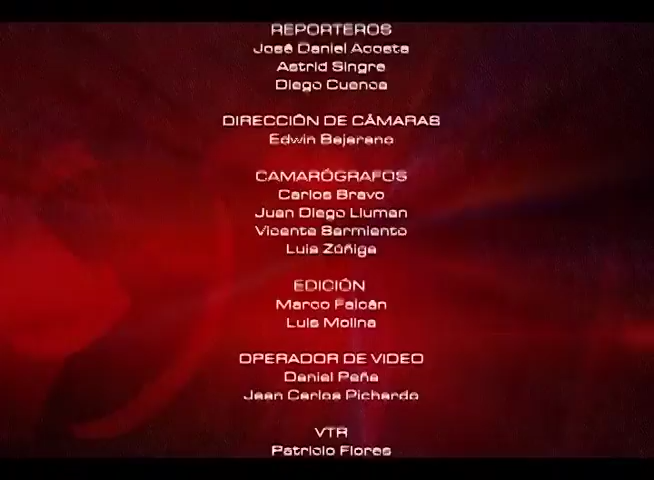 REPORTEROS
José Daniel Acosta
Astrid Singre
Diego Cuenca
DIRECCIÓN DE CÁMARAS
Edwin Bejarano
CAMARÓGRAFOS
Carlos Bravo
Juan Diego Lluman
Vicente Sarmiento
Luis Zúñiga
EDICIÓN
Marco Falcán
Luis Molina
OPERADOR DE VIDEO
Daniel Peña
Jean Carlos Pichardo
VTR
Patricio Flores